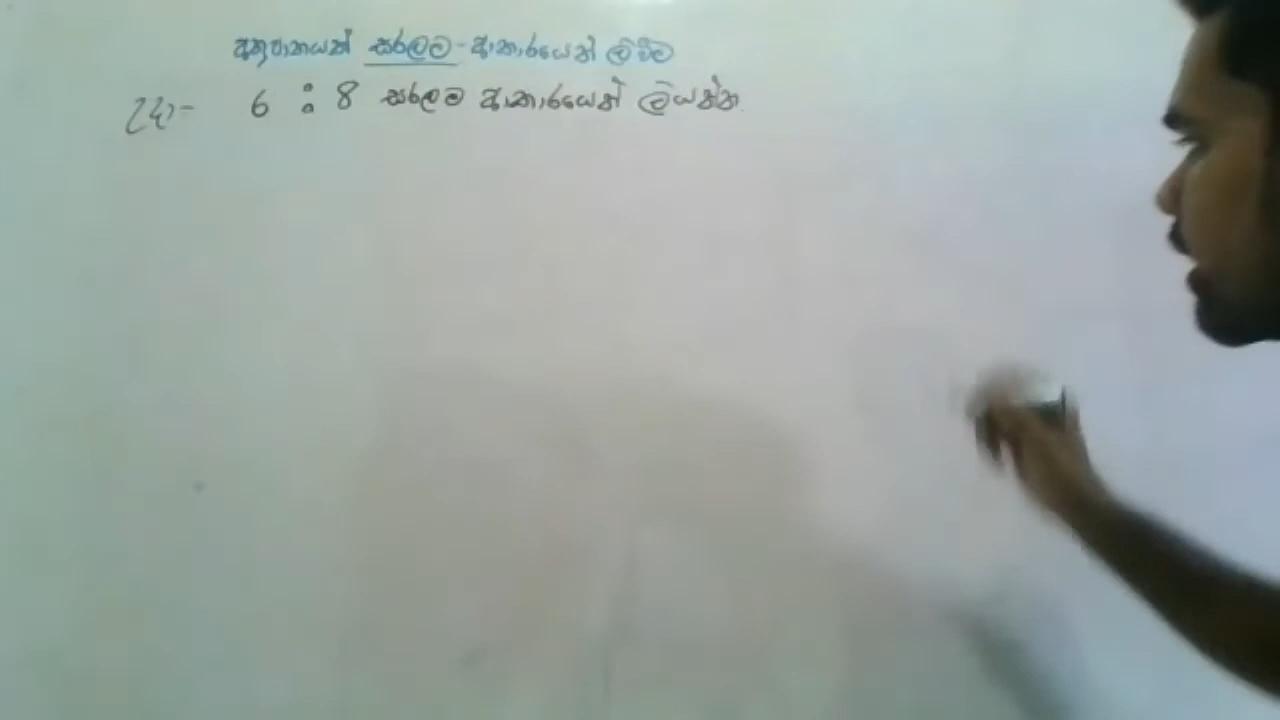 අනුපාතයක් සරලම ආකාරයෙන් ලිවීම
උදා:- 6 : 8 සරලම ආකාරයෙන් ලියන්න.